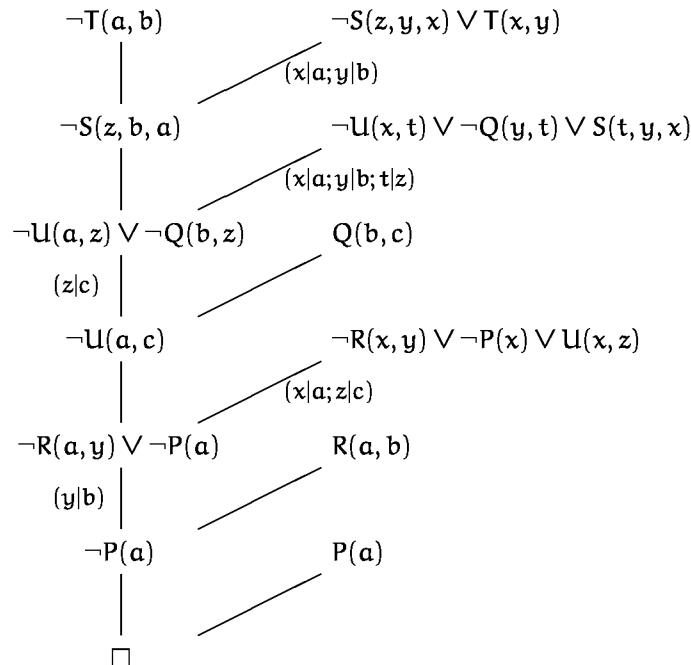 ¬T(a, b) ¬S(z, y, x) ∨ T(x, y)
(x|a; y|b)
¬S(z, b, a) ¬U(x, t) ∨ ¬Q(y, t) ∨ S(t, y, x)
(x|a; y|b; t|z)
¬U(a, z) ∨ ¬Q(b, z) Q(b, c)
(z|c)
¬U(a, c) ¬R(x, y) ∨ ¬P(x) ∨ U(x, z)
(x|a; z|c)
¬R(a, y) ∨ ¬P(a) R(a, b)
(y|b)
¬P(a) P(a)
□